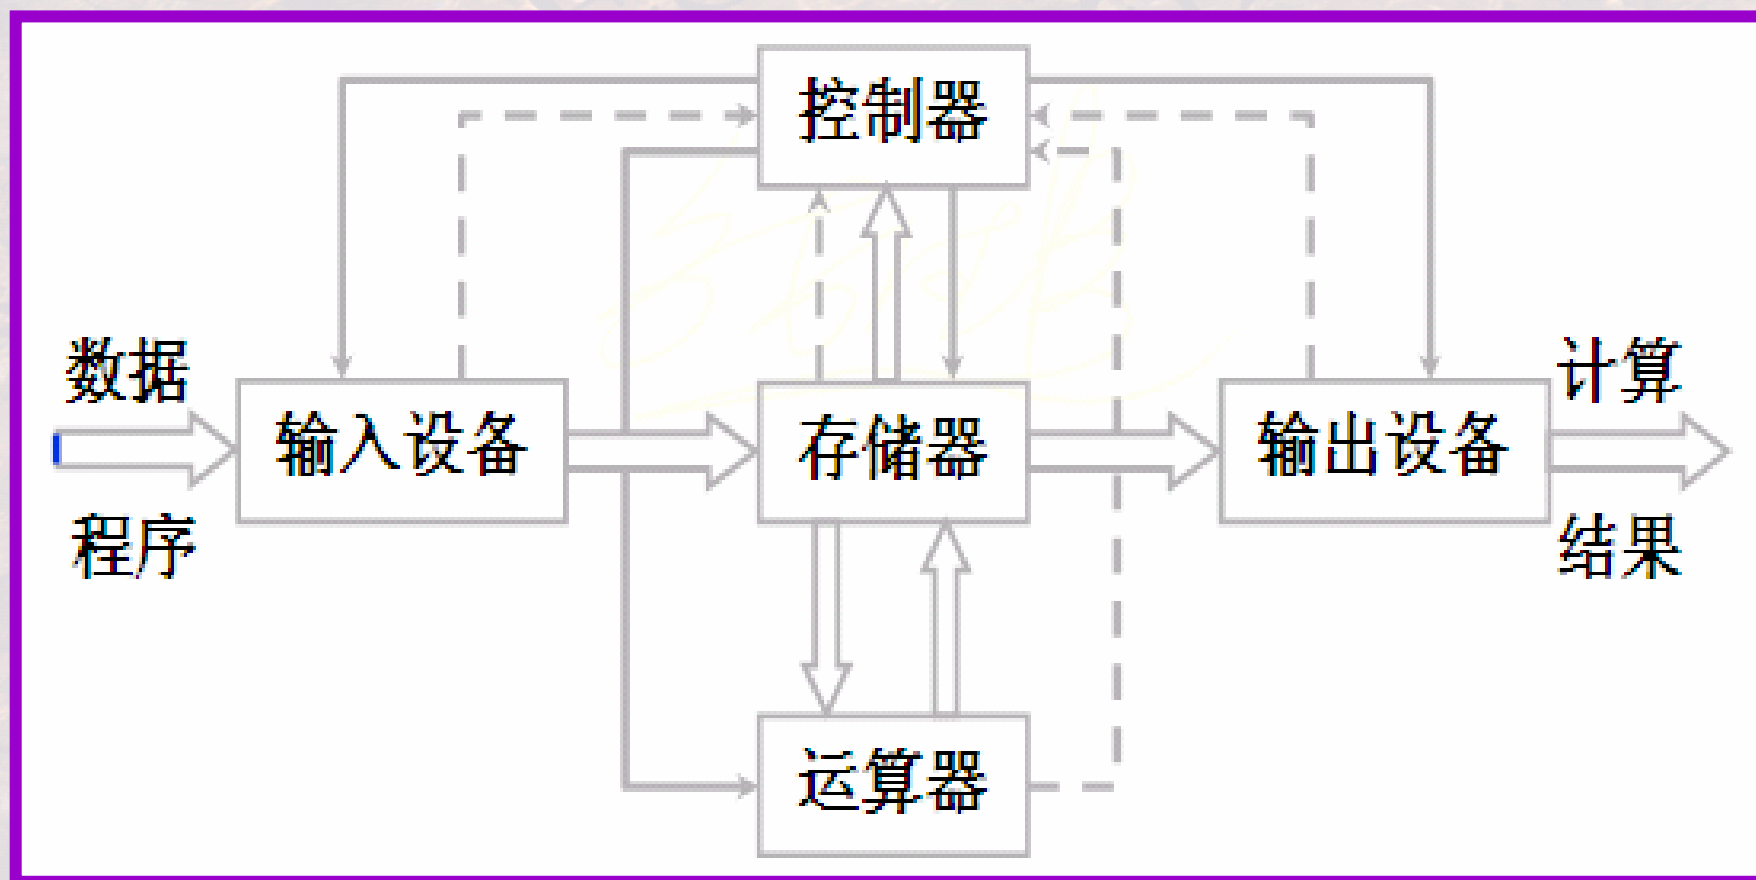 控制器
数据
程序
输入设备
存储器
输出设备
计算
结果
运算器